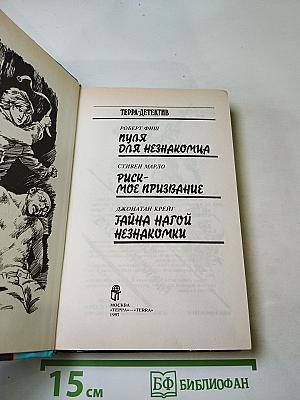 ТЕРРА-ДЕТЕКТИВ
РОБЕРТ ФИШ
ПУЛЯ
ДЛЯ НЕЗНАКОМЦА
СТИВЕН МАРЛО
РИСК-
МОЕ ПРИЗВАНИЕ
ДЖОНАТАН КРЕЙГ
ТАЙНА НАГОЙ
НЕЗНАКОМКИ
МОСКВА
«ТЕРРА»—«TERRA»
1997
15 см
БФ БИБЛИОФАН